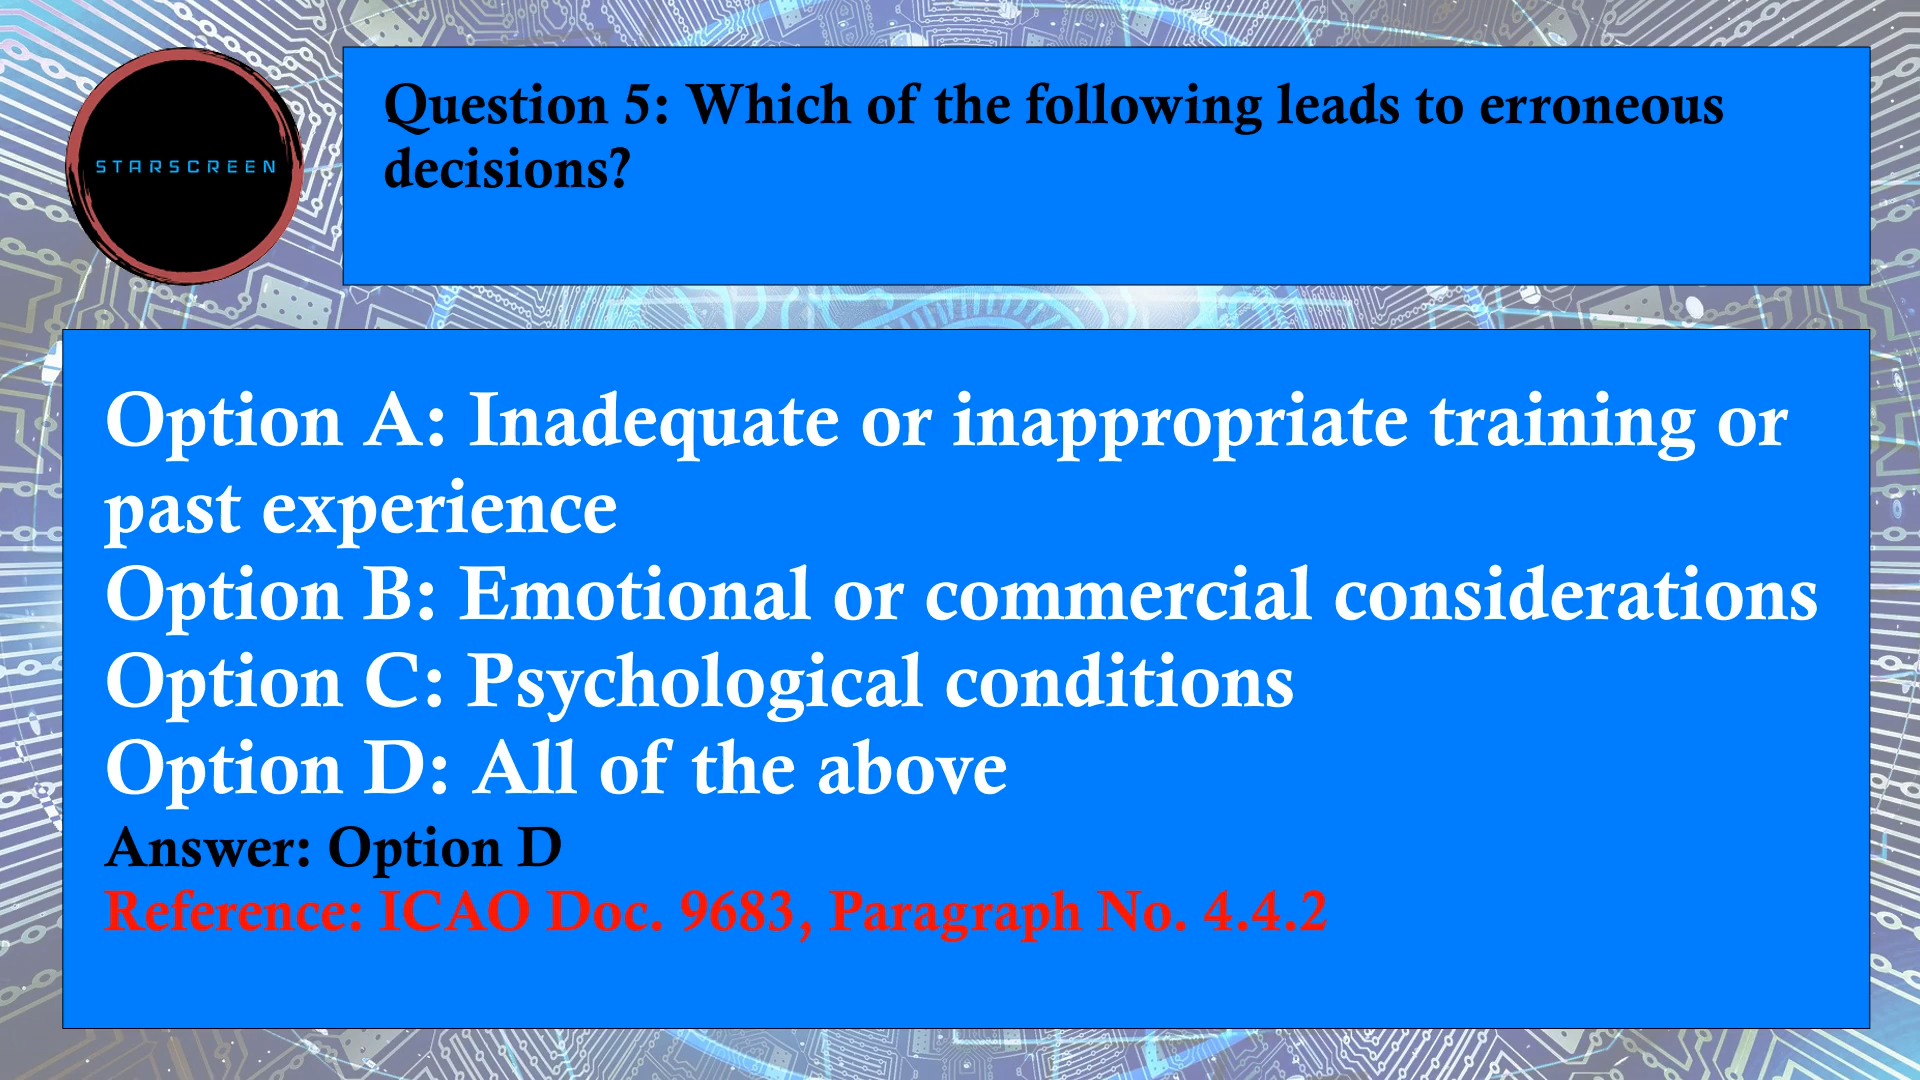 STARSCREEN
Question 5: Which of the following leads to erroneous
decisions?
Option A: Inadequate or inappropriate training or
past experience
Option B: Emotional or commercial considerations
Option C: Psychological conditions
Option D: All of the above
Answer: Option D
Reference: ICAO Doc. 9683, Paragraph No. 4.4.2